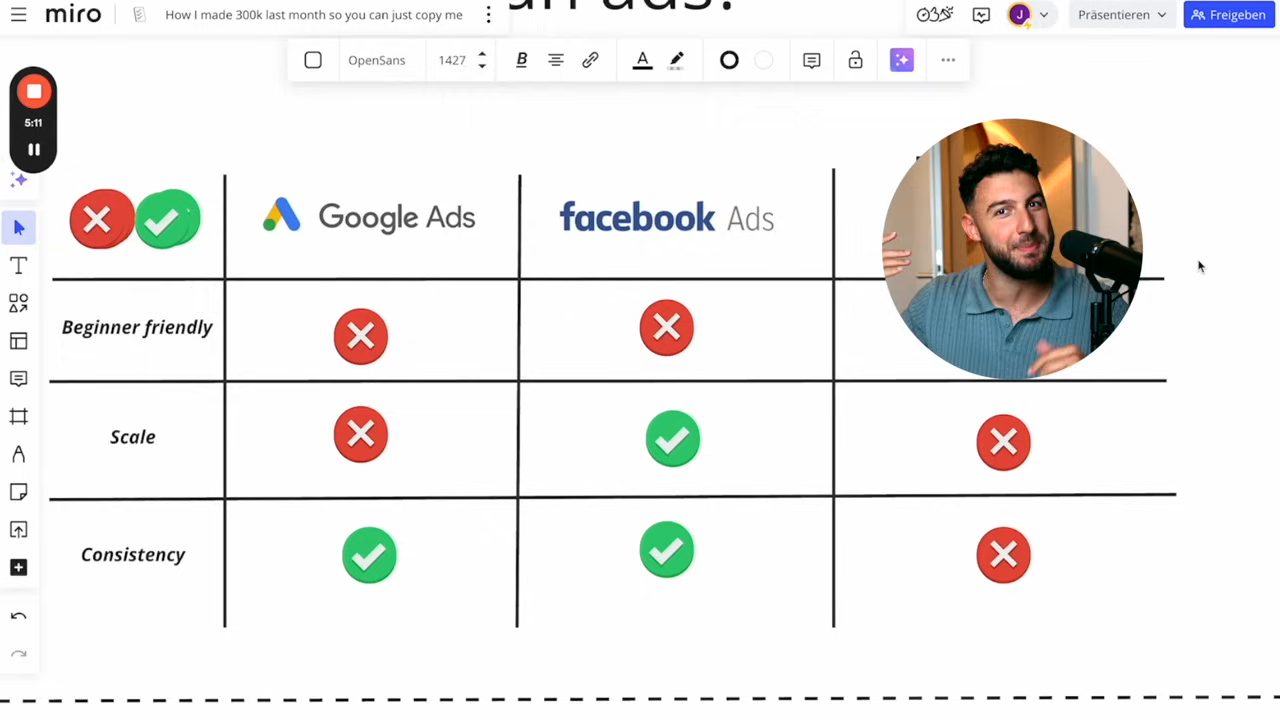 miro
How I made 300k last month so you can just copy me
ads?
Präsentieren
Freigeben
OpenSans
1427
B
A
5:11
J
Google Ads
facebook Ads
Beginner friendly
Scale
Consistency